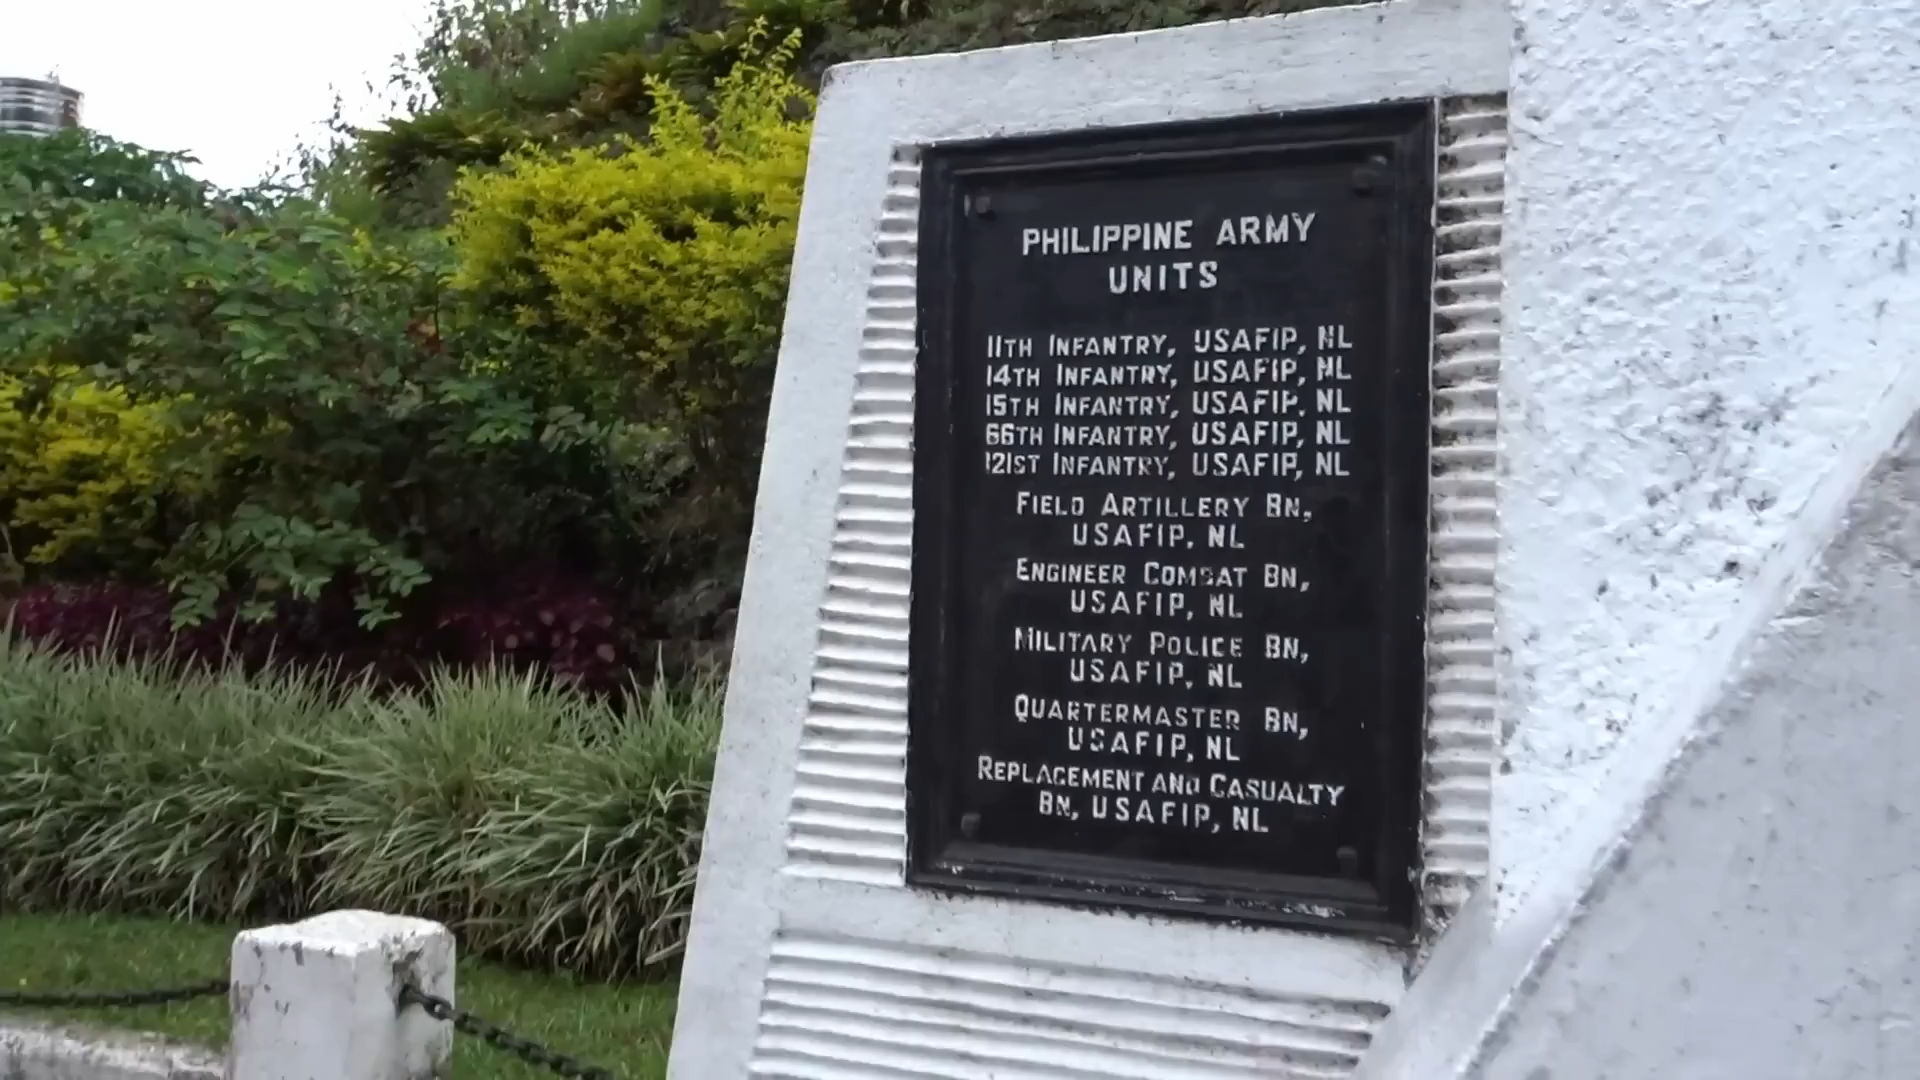 PHILIPPINE ARMY
UNITS
11TH INFANTRY, USAFIP, NL
14TH INFANTRY, USAFIP, NL
15TH INFANTRY, USAFIP, NL
66TH INFANTRY, USAFIP, NL
121ST INFANTRY, USAFIP, NL
FIELD ARTILLERY BN,
USAFIP, NL
ENGINEER COMBAT BN,
USAFIP, NL
MILITARY POLICE BN,
USAFIP, NL
QUARTERMASTER BN,
USAFIP, NL
REPLACEMENT AND CASUALTY
BN, USAFIP, NL